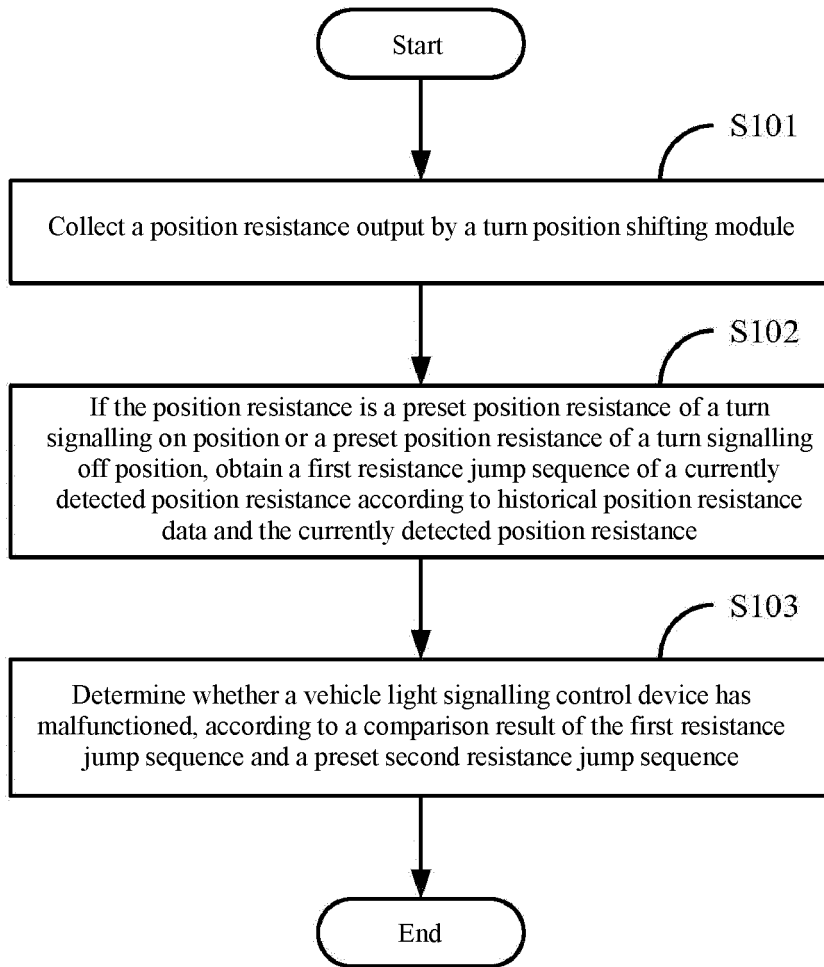 Start
S101
Collect a position resistance output by a turn position shifting module
S102
If the position resistance is a preset position resistance of a turn
signalling on position or a preset position resistance of a turn signalling
off position, obtain a first resistance jump sequence of a currently
detected position resistance according to historical position resistance
data and the currently detected position resistance
S103
Determine whether a vehicle light signalling control device has
malfunctioned, according to a comparison result of the first resistance
jump sequence and a preset second resistance jump sequence
End